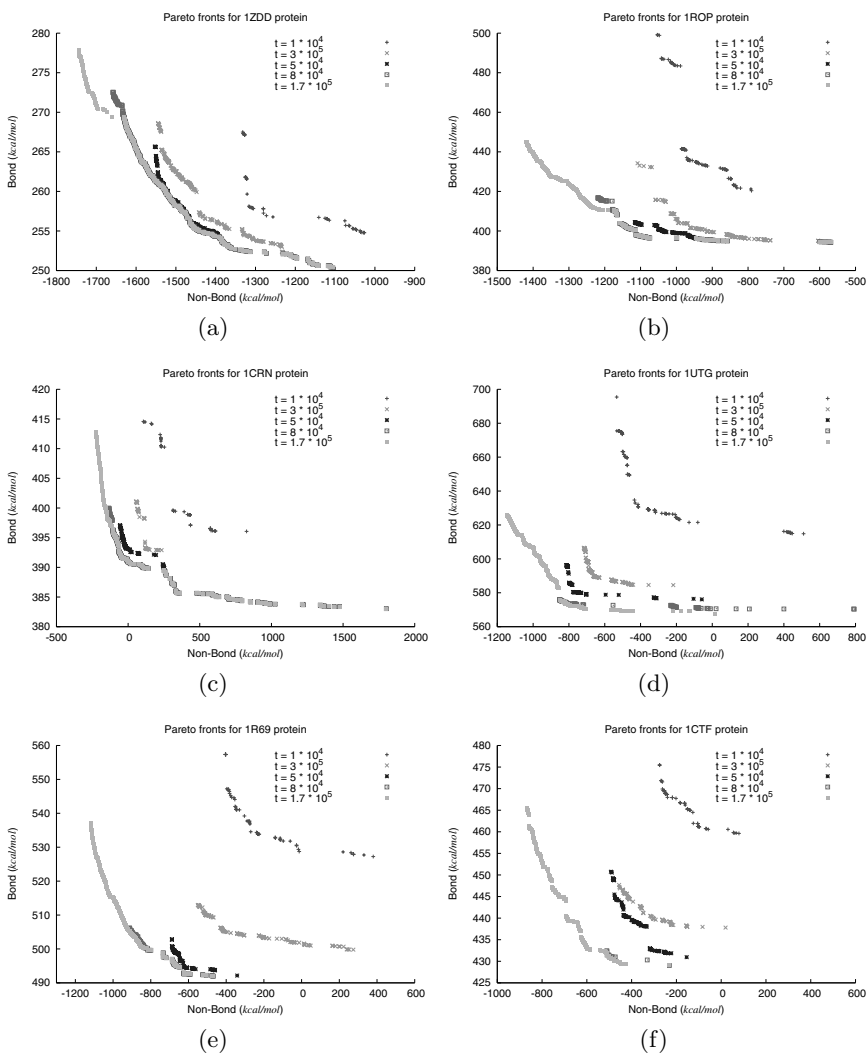 Pareto fronts for 1ZDD protein
280
275
270
265
260
255
250
Bond (kcal/mol)
t = 1 * 10^4
t = 3 * 10^5
t = 5 * 10^4
t = 8 * 10^4
t = 1.7 * 10^5
-1800 -1700 -1600 -1500 -1400 -1300 -1200 -1100 -1000 -900
Non-Bond (kcal/mol)
(a)
Pareto fronts for 1ROP protein
500
480
460
440
420
400
380
Bond (kcal/mol)
t = 1 * 10^4
t = 3 * 10^5
t = 5 * 10^4
t = 8 * 10^4
t = 1.7 * 10^5
-1500 -1400 -1300 -1200 -1100 -1000 -900 -800 -700 -600 -500
Non-Bond (kcal/mol)
(b)
Pareto fronts for 1CRN protein
420
415
410
405
400
395
390
385
380
Bond (kcal/mol)
t = 1 * 10^4
t = 3 * 10^5
t = 5 * 10^4
t = 8 * 10^4
t = 1.7 * 10^5
-500 0 500 1000 1500 2000
Non-Bond (kcal/mol)
(c)
Pareto fronts for 1UTG protein
700
680
660
640
620
600
580
560
Bond (kcal/mol)
t = 1 * 10^4
t = 3 * 10^5
t = 5 * 10^4
t = 8 * 10^4
t = 1.7 * 10^5
-1200 -1000 -800 -600 -400 -200 0 200 400 600 800
Non-Bond (kcal/mol)
(d)
Pareto fronts for 1R69 protein
560
550
540
530
520
510
500
490
Bond (kcal/mol)
t = 1 * 10^4
t = 3 * 10^5
t = 5 * 10^4
t = 8 * 10^4
t = 1.7 * 10^5
-1200 -1000 -800 -600 -400 -200 0 200 400 600
Non-Bond (kcal/mol)
(e)
Pareto fronts for 1CTF protein
480
475
470
465
460
455
450
445
440
435
430
425
Bond (kcal/mol)
t = 1 * 10^4
t = 3 * 10^5
t = 5 * 10^4
t = 8 * 10^4
t = 1.7 * 10^5
-1000 -800 -600 -400 -200 0 200 400 600
Non-Bond (kcal/mol)
(f)